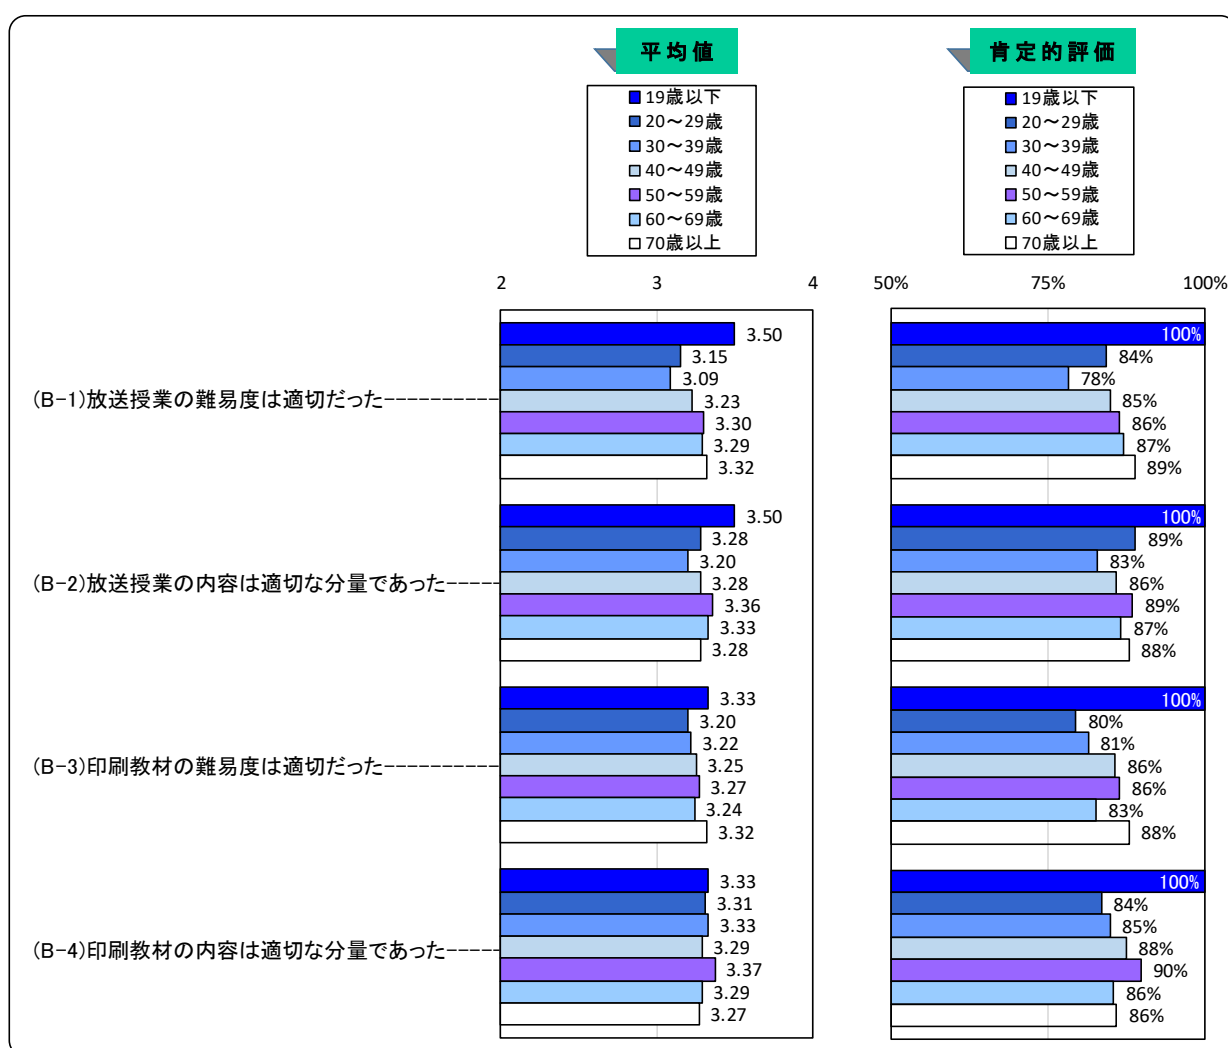 平均値
19歳以下
20～29歳
30～39歳
40～49歳
50～59歳
60～69歳
70歳以上
肯定的評価
19歳以下
20～29歳
30～39歳
40～49歳
50～59歳
60～69歳
70歳以上
2 3 4
50% 75% 100%
(B-1)放送授業の難易度は適切だった
3.50
3.15
3.09
3.23
3.30
3.29
3.32
100%
84%
78%
85%
86%
87%
89%
(B-2)放送授業の内容は適切な分量であった
3.50
3.28
3.20
3.28
3.36
3.33
3.28
100%
89%
83%
86%
89%
87%
88%
(B-3)印刷教材の難易度は適切だった
3.33
3.20
3.22
3.25
3.27
3.24
3.32
100%
80%
81%
86%
86%
83%
88%
(B-4)印刷教材の内容は適切な分量であった
3.33
3.31
3.33
3.29
3.37
3.29
3.27
100%
84%
85%
88%
90%
86%
86%